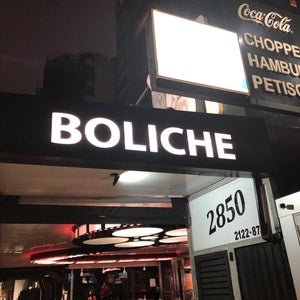 Coca-Cola
CHOPPE
HAMBU
PETISC
BOLICHE
2850
2122-87